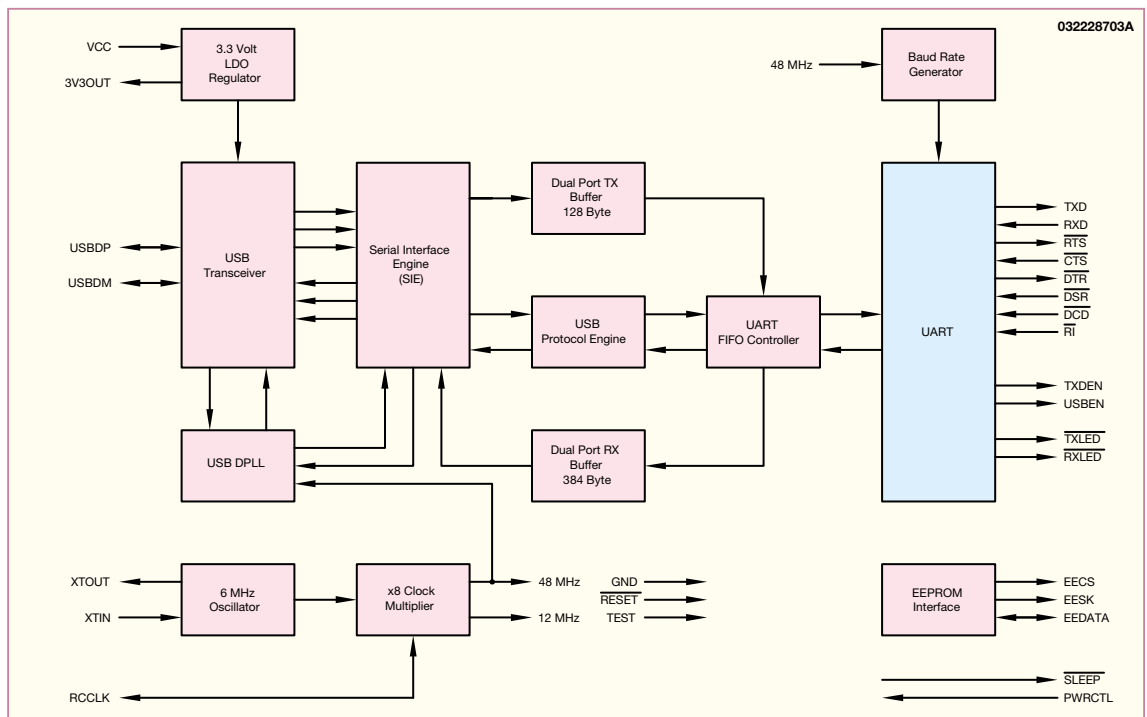 032228703A
VCC
3V3OUT
3.3 Volt
LDO
Regulator
48 MHz
Baud Rate
Generator
USBDP
USBDM
USB
Transceiver
Serial Interface
Engine
(SIE)
Dual Port TX
Buffer
128 Byte
USB
Protocol Engine
UART
FIFO Controller
UART
TXD
RXD
RTS
CTS
DTR
DSR
DCD
RI
TXDEN
USBEN
TXLED
RXLED
USB DPLL
Dual Port RX
Buffer
384 Byte
XTOUT
XTIN
6 MHz
Oscillator
x8 Clock
Multiplier
48 MHz
12 MHz
GND
RESET
TEST
EEPROM
Interface
EECS
EESK
EEDATA
RCCLK
SLEEP
PWRCTL